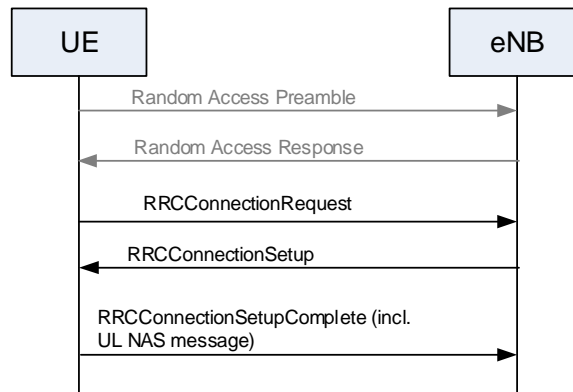 UE
eNB
Random Access Preamble
Random Access Response
RRCConnectionRequest
RRCConnectionSetup
RRCConnectionSetupComplete (incl.
UL NAS message)